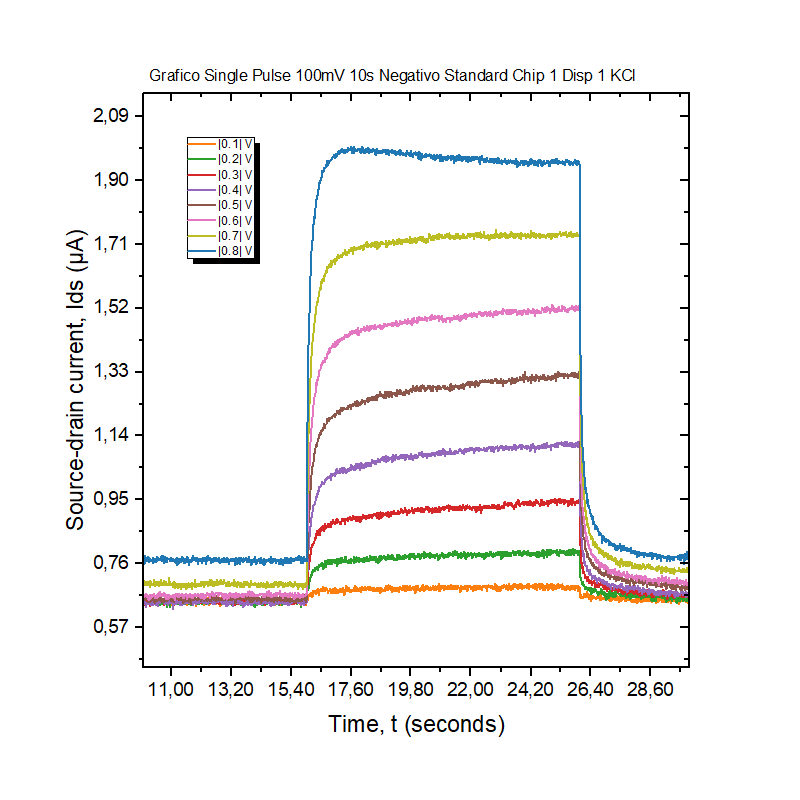 Grafico Single Pulse 100mV 10s Negativo Standard Chip 1 Disp 1 KCl
2,09
1,90
1,71
1,52
1,33
1,14
0,95
0,76
0,57
Source-drain current, Ids (µA)
|0.1| V
|0.2| V
|0.3| V
|0.4| V
|0.5| V
|0.6| V
|0.7| V
|0.8| V
11,00 13,20 15,40 17,60 19,80 22,00 24,20 26,40 28,60
Time, t (seconds)